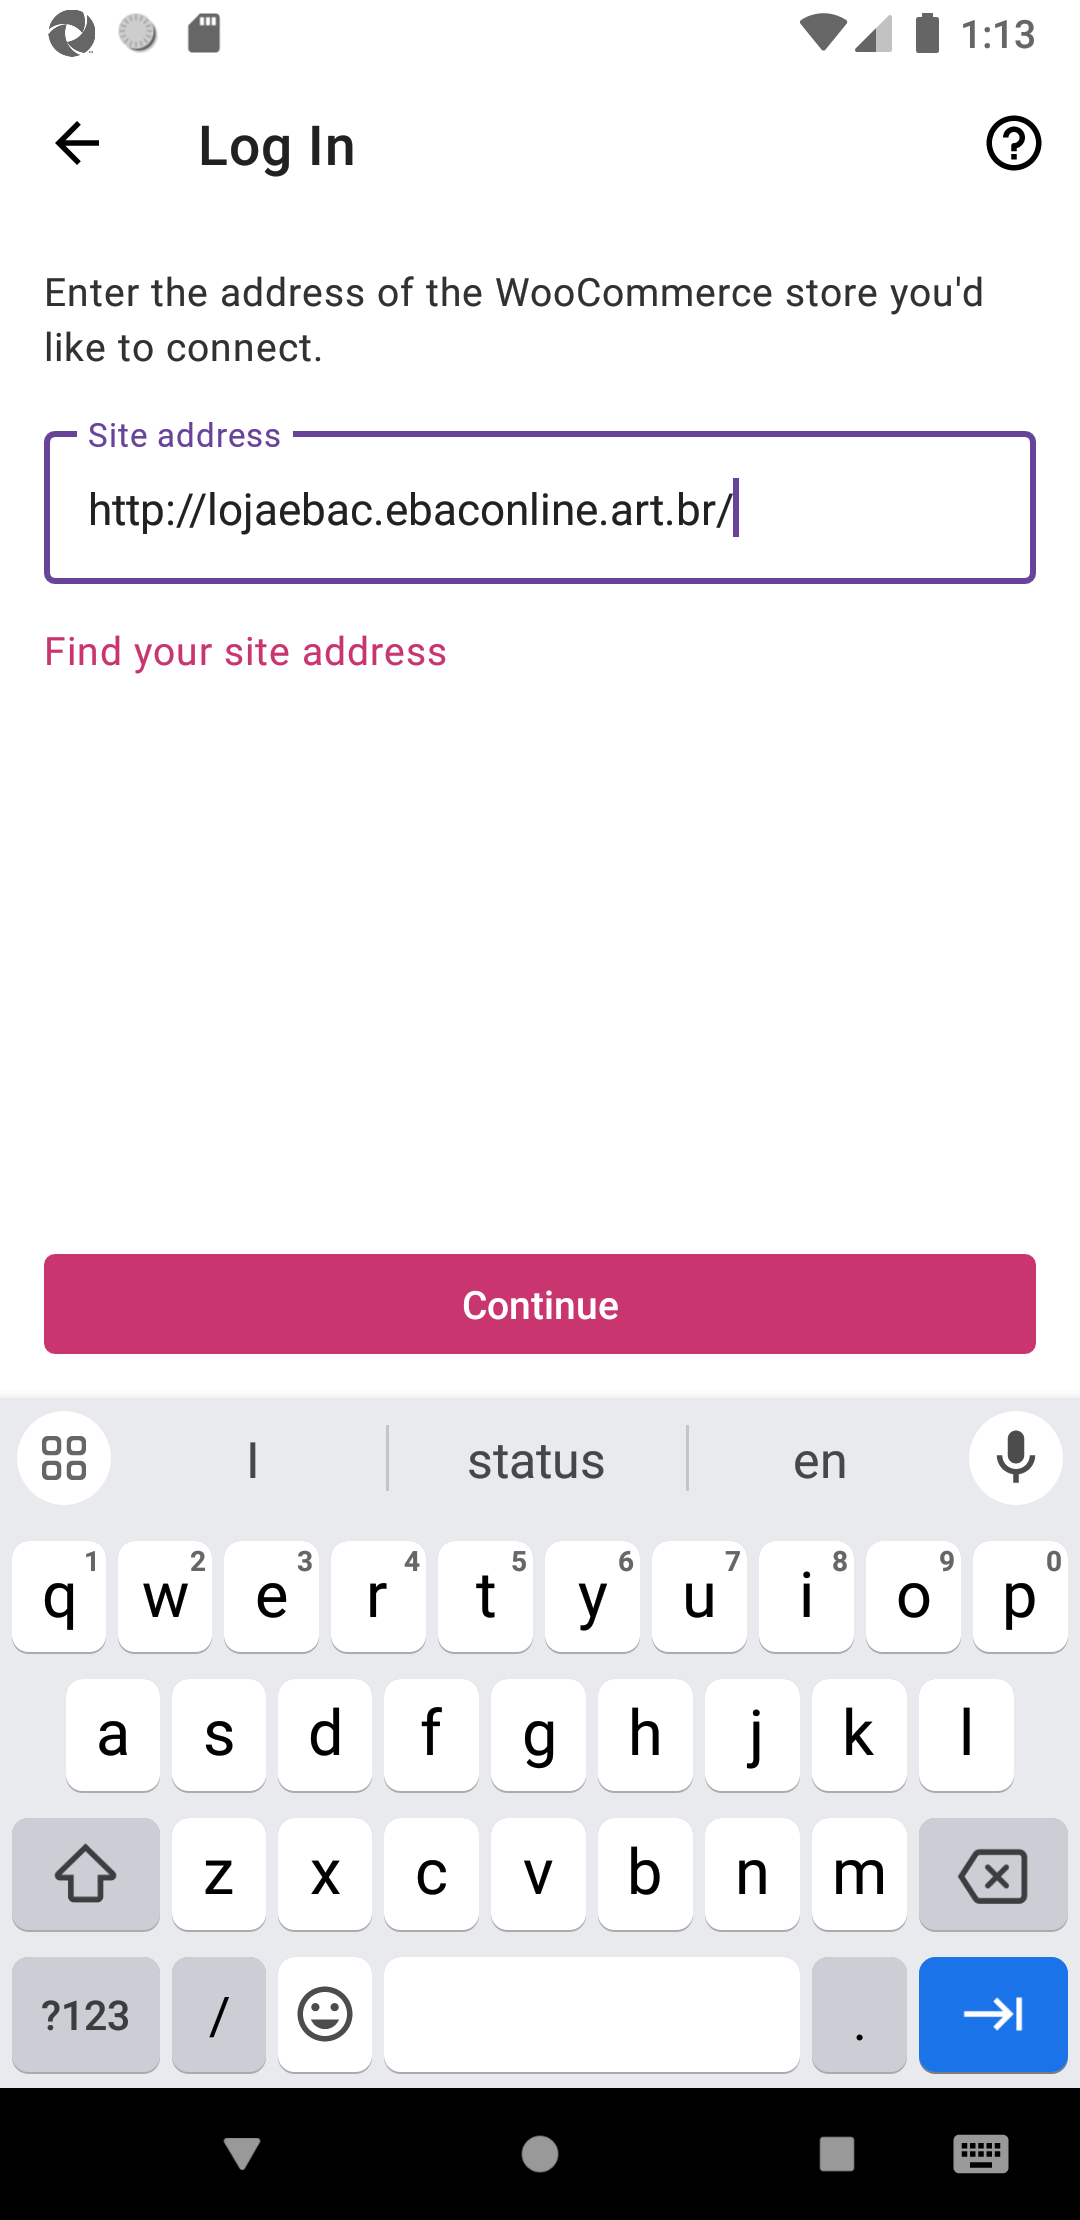 1:13
Log In
Enter the address of the WooCommerce store you'd
like to connect.
Site address
http://lojaebac.ebaconline.art.br/
Find your site address
Continue
I status en
q 1 w 2 e 3 r 4 t 5 y 6 u 7 i 8 o 9 p 0
a s d f g h j k l
z x c v b n m
?123 / .